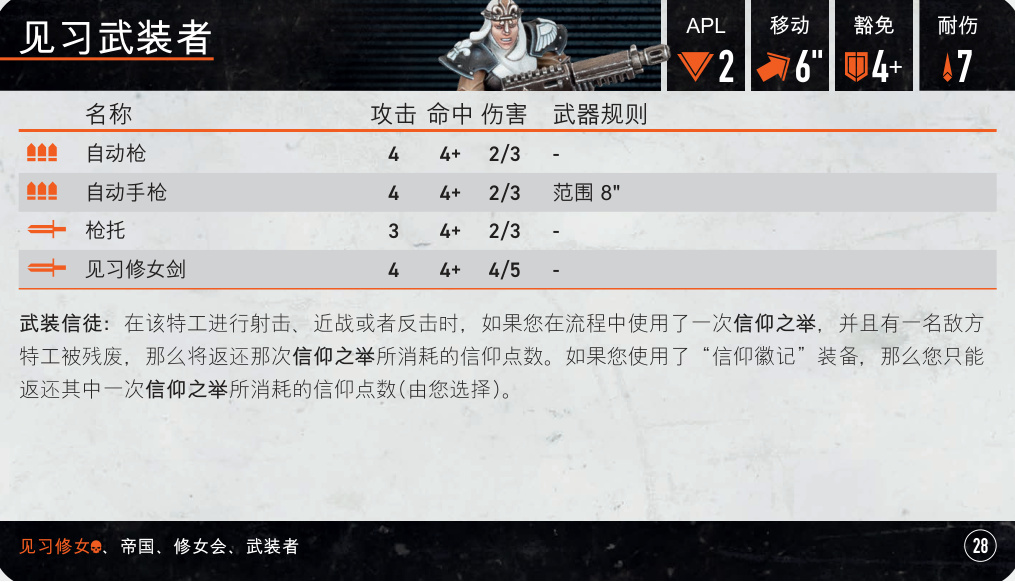 见习武装者
APL 移动 豁免 耐伤
2 6" 4+ 7
名称 攻击 命中 伤害 武器规则
自动枪 4 4+ 2/3 -
自动手枪 4 4+ 2/3 范围 8"
枪托 3 4+ 2/3 -
见习修女剑 4 4+ 4/5 -
武装信徒：在该特工进行射击、近战或者反击时，如果您在流程中使用了一次信仰之举，并且有一名敌方
特工被残废，那么将返还那次信仰之举所消耗的信仰点数。如果您使用了“信仰徽记”装备，那么您只能
返还其中一次信仰之举所消耗的信仰点数(由您选择)。
见习修女、帝国、修女会、武装者
28